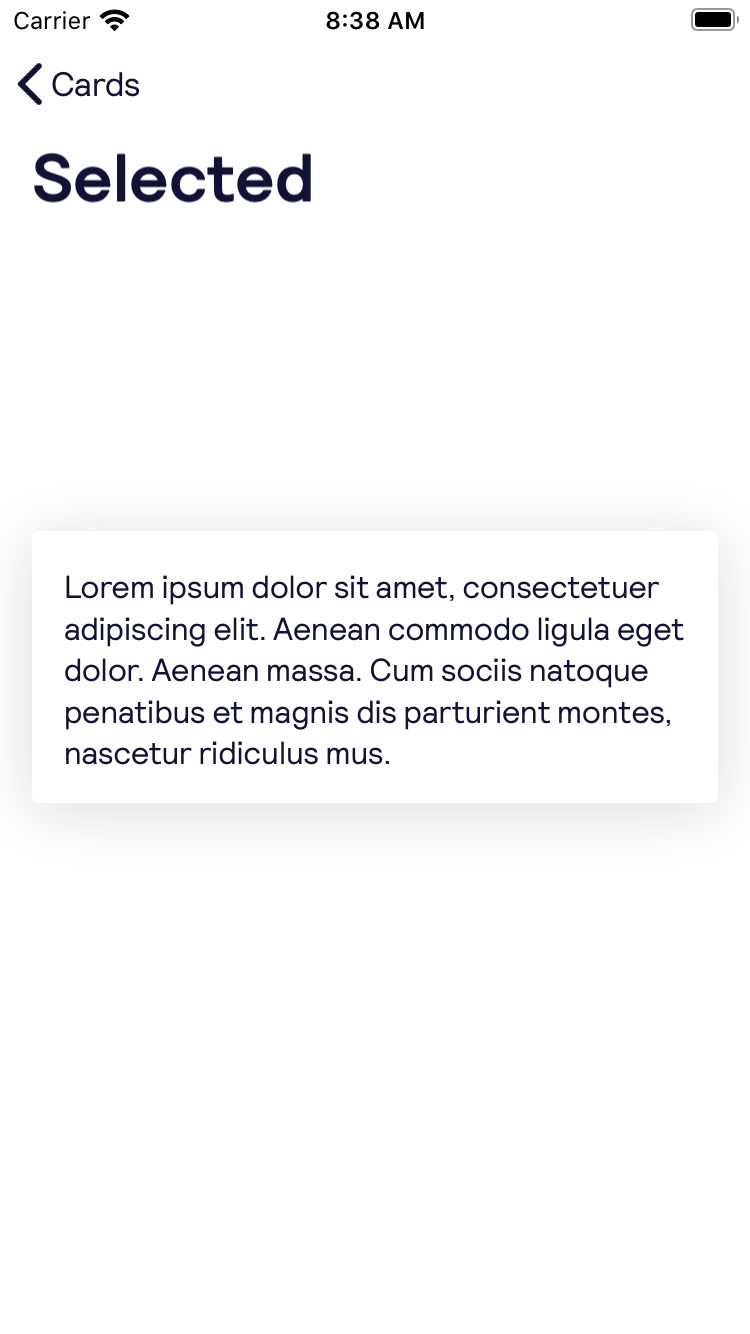 Carrier
8:38 AM
Cards
Selected
Lorem ipsum dolor sit amet, consectetuer
adipiscing elit. Aenean commodo ligula eget
dolor. Aenean massa. Cum sociis natoque
penatibus et magnis dis parturient montes,
nascetur ridiculus mus.